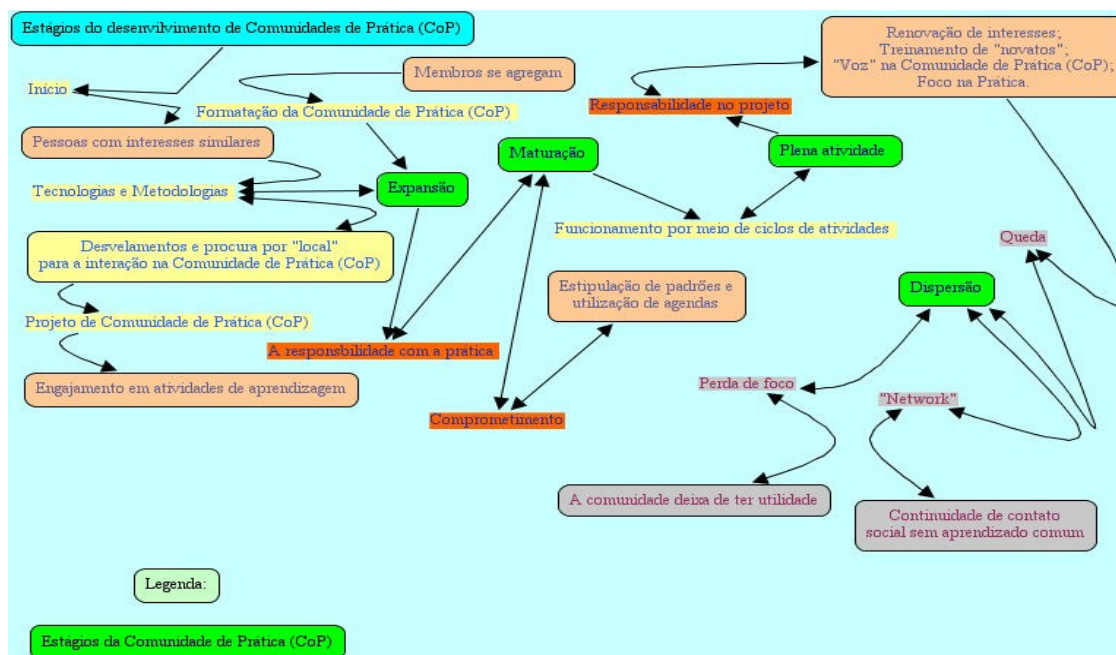 Estágios do desenvilvimento de Comunidades de Prática (CoP)
Início
Pessoas com interesses similares
Tecnologias e Metodologias
Desvelamentos e procura por "local"
para a interação na Comunidade de Prática (CoP)
Projeto de Comunidade de Prática (CoP)
Engajamento em atividades de aprendizagem
Membros se agregam
Formatação da Comunidade de Prática (CoP)
Expansão
A responsbilidade com a prática
Maturação
Comprometimento
Estipulação de padrões e
utilização de agendas
Funcionamento por meio de ciclos de atividades
Plena atividade
Responsabilidade no projeto
Renovação de interesses;
Treinamento de "novatos";
"Voz" na Comunidade de Prática (CoP);
Foco na Prática.
Queda
Dispersão
Perda de foco
"Network"
A comunidade deixa de ter utilidade
Continuidade de contato
social sem aprendizado comum
Legenda:
Estágios da Comunidade de Prática (CoP)